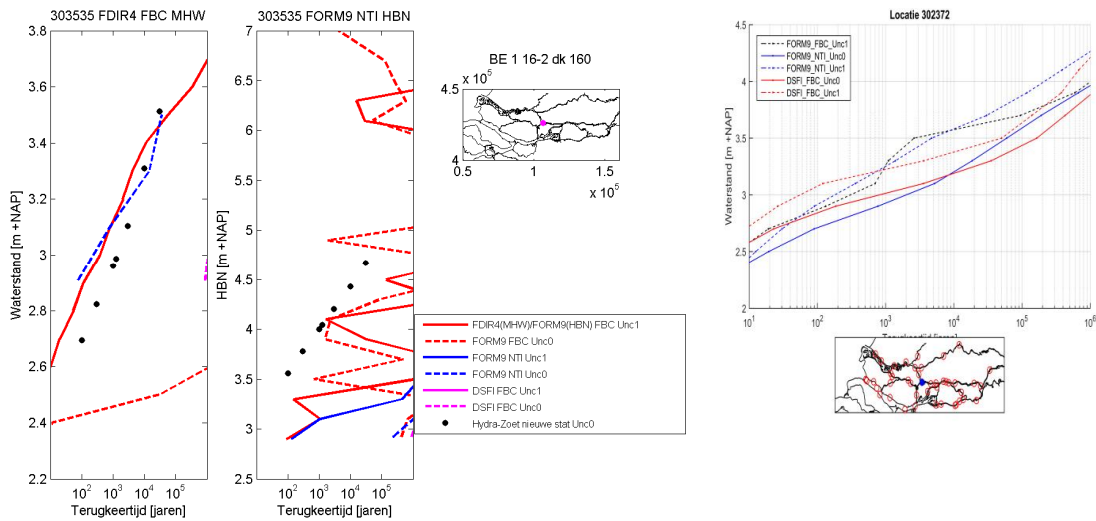 303535 FDIR4 FBC MHW
3.8
3.6
3.4
3.2
3
2.8
2.6
2.4
2.2
Waterstand [m +NAP]
10^2 10^3 10^4 10^5
Terugkeertijd [jaren]
303535 FORM9 NTI HBN
7
6.5
6
5.5
5
4.5
4
3.5
3
2.5
HBN [m +NAP]
10^2 10^3 10^4 10^5 10^6
Terugkeertijd [jaren]
BE 1 16-2 dk 160
x 10^5
4.5
4
0.5 1 1.5
x 10^5
FDIR4(MHW)/FORM9(HBN) FBC Unc1
FORM9 FBC Unc0
FORM9 NTI Unc1
FORM9 NTI Unc0
DSFI FBC Unc1
DSFI FBC Unc0
Hydra-Zoet nieuwe stat Unc0
Locatie 302372
4.5
4
3.5
3
2.5
2
Waterstand [m +NAP]
FORM9_FBC_Unc1
FORM9_NTI_Unc0
FORM9_NTI_Unc1
DSFI_FBC_Unc0
DSFI_FBC_Unc1
10^1 10^2 10^3 10^4 10^5 10^6